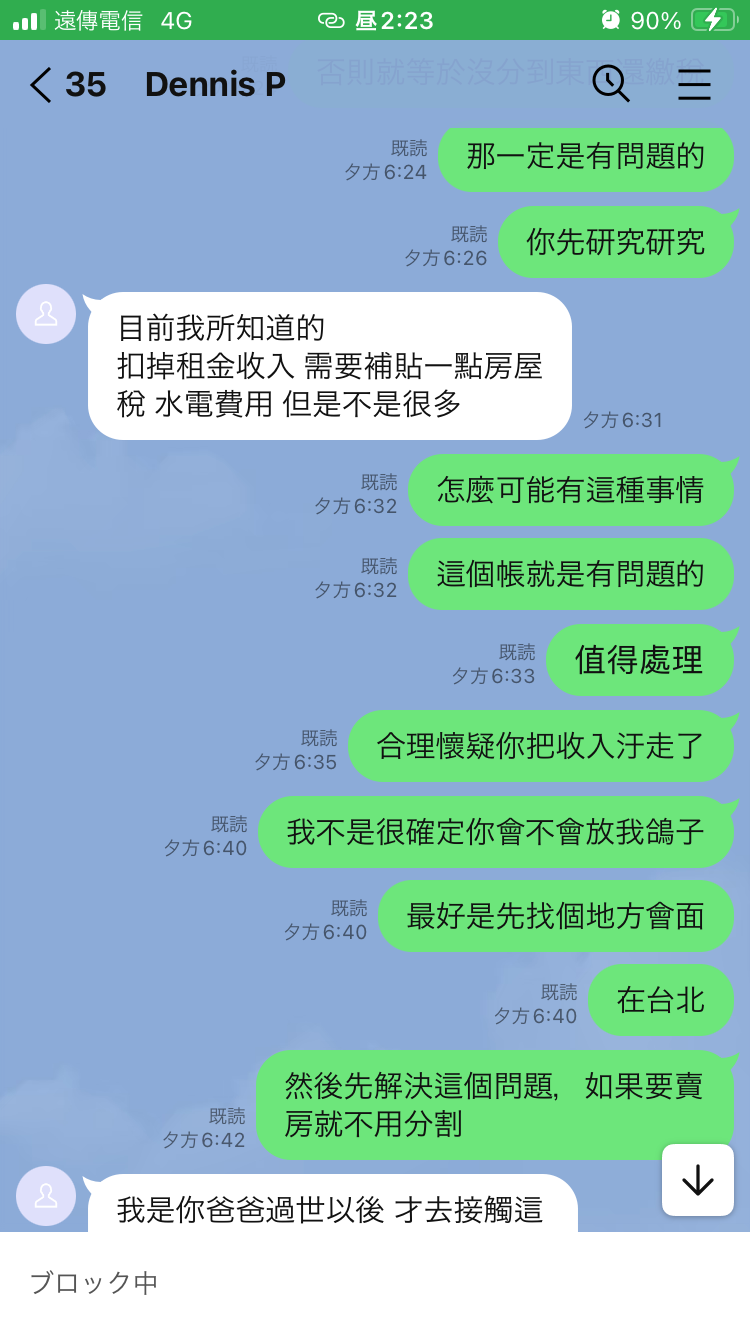 遠傳電信 4G 昼2:23 90%
35 Dennis P
否則就等於沒分到東西還繳稅
那一定是有問題的
既読
夕方6:24
你先研究研究
既読
夕方6:26
目前我所知道的
扣掉租金收入 需要補貼一點房屋
稅 水電費用 但是不是很多
夕方6:31
怎麼可能有這種事情
既読
夕方6:32
這個帳就是有問題的
既読
夕方6:32
值得處理
既読
夕方6:33
合理懷疑你把收入汙走了
既読
夕方6:35
我不是很確定你會不會放我鴿子
既読
夕方6:40
最好是先找個地方會面
既読
夕方6:40
在台北
既読
夕方6:40
然後先解決這個問題, 如果要賣
房就不用分割
既読
夕方6:42
我是你爸爸過世以後 才去接觸這
ブロック中